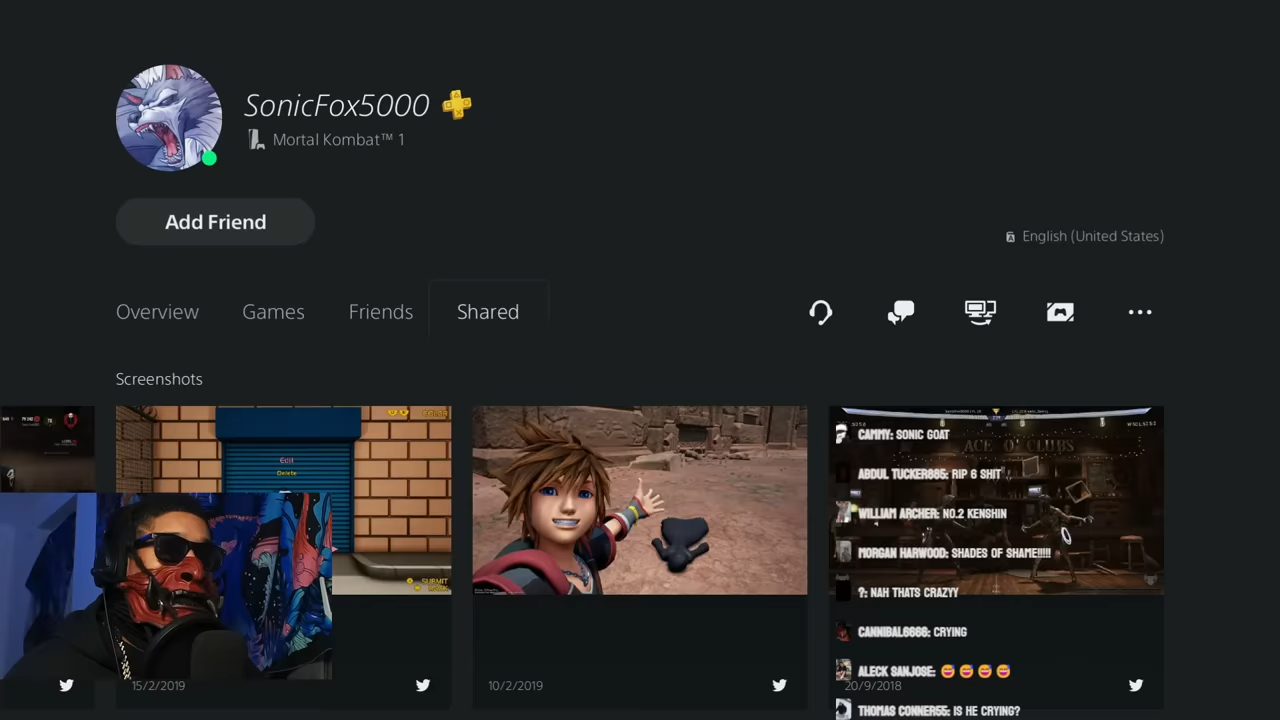 SonicFox5000
Mortal Kombat™ 1
Add Friend
English (United States)
Overview
Games
Friends
Shared
Screenshots
Edit
Delete
SUBMIT
BACK
15/2/2019
10/2/2019
ACE OF CLUBS
CAMMY: SONIC GOAT
ABDUL TUCKER685: RIP 6 SHIT
WILLIAM ARCHER: NO.2 KENSHIN
MORGAN HARWOOD: SHADES OF SHAME!!!!!
?: NAH THATS CRAZYY
CANNIBAL6666: CRYING
ALECK SANJOSE: 😅😅😅😅
20/9/2018
THOMAS CONNER55: IS HE CRYING?